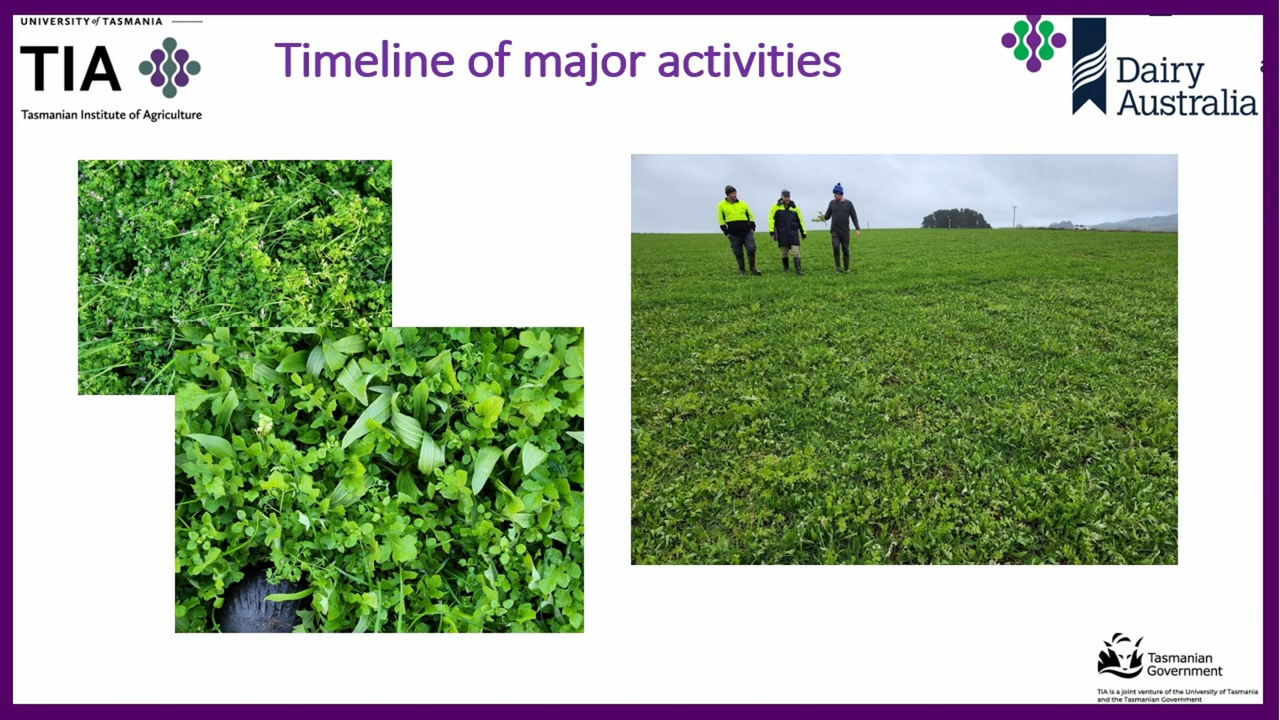 UNIVERSITY of TASMANIA
TIA
Tasmanian Institute of Agriculture
Timeline of major activities
Dairy
Australia
Tasmanian
Government
TIA is a joint venture of the University of Tasmania
and the Tasmanian Government